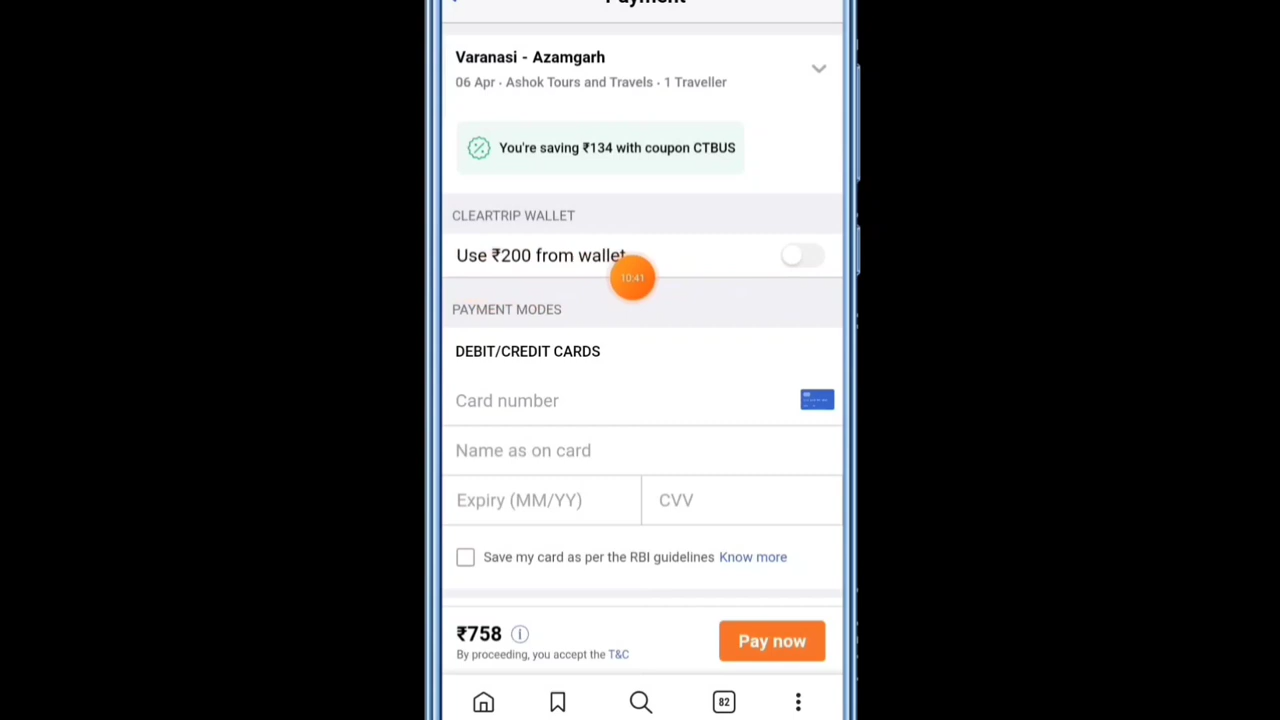 Payment
Varanasi - Azamgarh
06 Apr · Ashok Tours and Travels · 1 Traveller
You're saving ₹134 with coupon CTBUS
CLEARTRIP WALLET
Use ₹200 from wallet
10:41
PAYMENT MODES
DEBIT/CREDIT CARDS
Card number
Name as on card
Expiry (MM/YY) CVV
Save my card as per the RBI guidelines Know more
₹758
Pay now
By proceeding, you accept the T&C
82